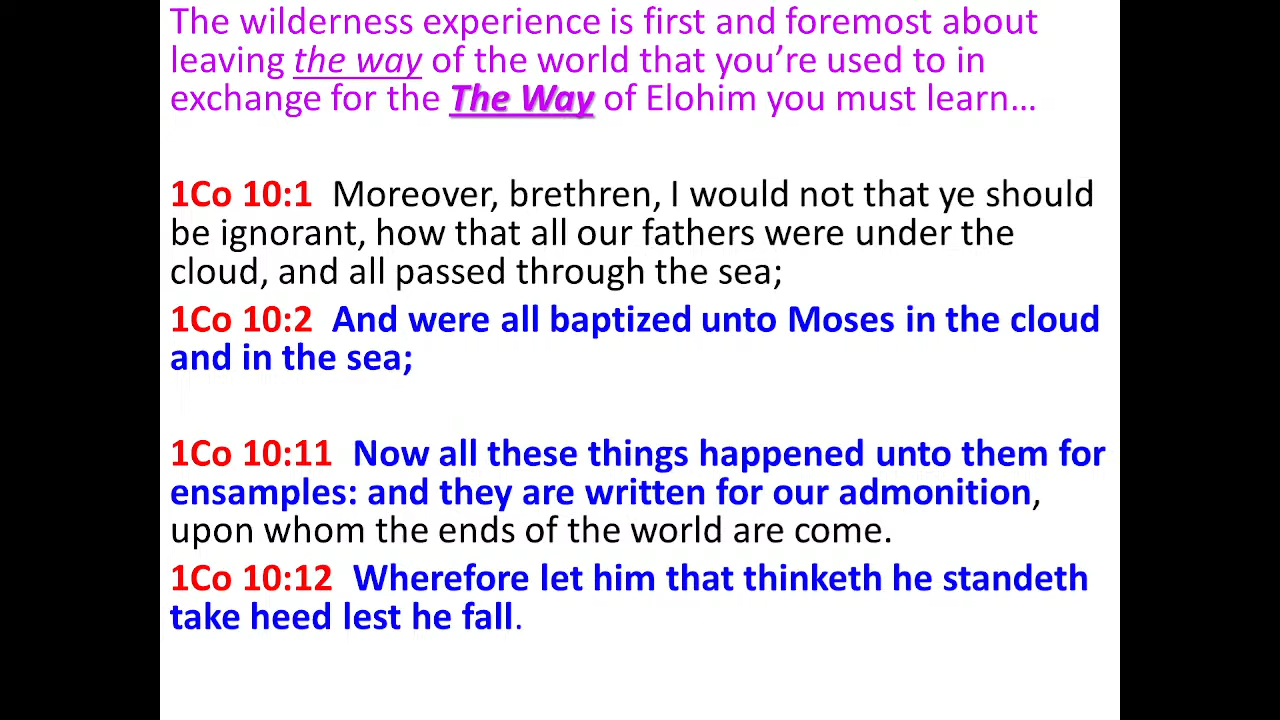 The wilderness experience is first and foremost about
leaving the way of the world that you’re used to in
exchange for the The Way of Elohim you must learn…
1Co 10:1  Moreover, brethren, I would not that ye should
be ignorant, how that all our fathers were under the
cloud, and all passed through the sea;
1Co 10:2  And were all baptized unto Moses in the cloud
and in the sea;
1Co 10:11  Now all these things happened unto them for
ensamples: and they are written for our admonition,
upon whom the ends of the world are come.
1Co 10:12  Wherefore let him that thinketh he standeth
take heed lest he fall.